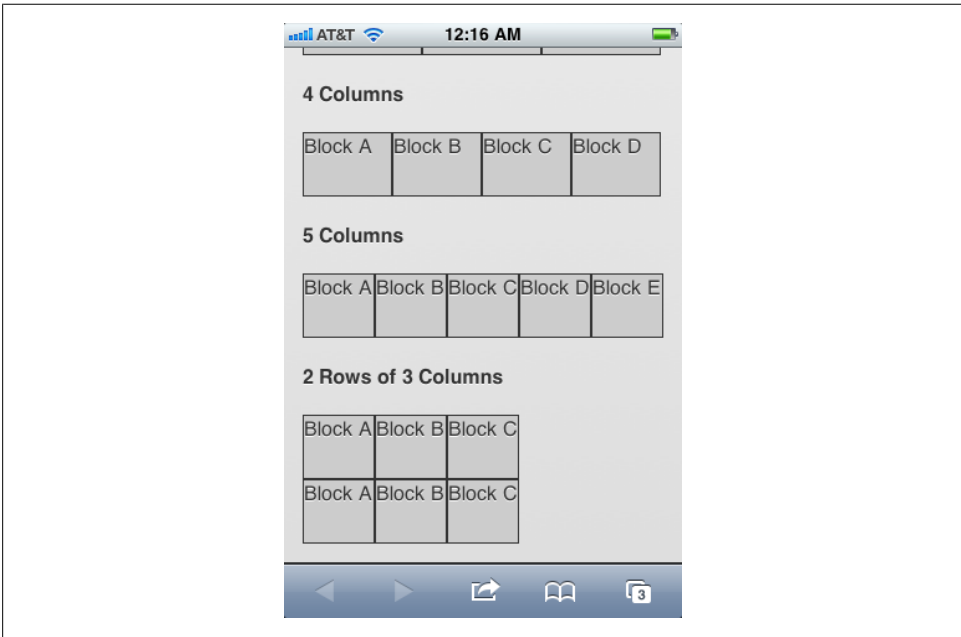 AT&T 12:16 AM
4 Columns
Block A Block B Block C Block D
5 Columns
Block A Block B Block C Block D Block E
2 Rows of 3 Columns
Block A Block B Block C
Block A Block B Block C
3